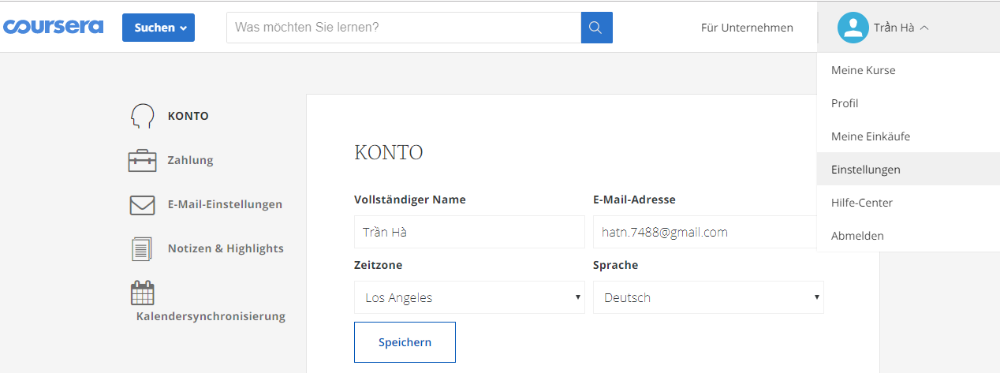 coursera Suchen Was möchten Sie lernen? Für Unternehmen Trần Hà
Meine Kurse
Profil
Meine Einkäufe
Einstellungen
Hilfe-Center
Abmelden
KONTO
Zahlung
E-Mail-Einstellungen
Notizen & Highlights
Kalendersynchronisierung
KONTO
Vollständiger Name E-Mail-Adresse
Trần Hà hatn.7488@gmail.com
Zeitzone Sprache
Los Angeles Deutsch
Speichern